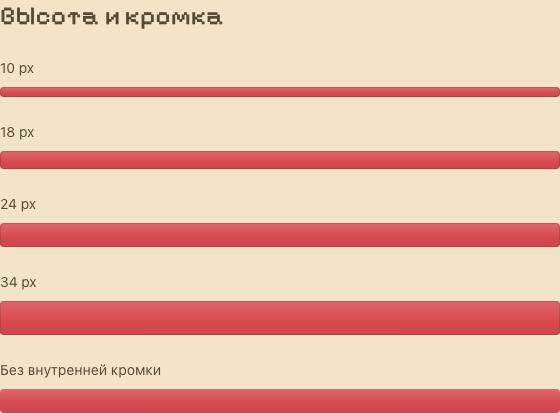 Высота и кромка
10 px
18 px
24 px
34 px
Без внутренней кромки